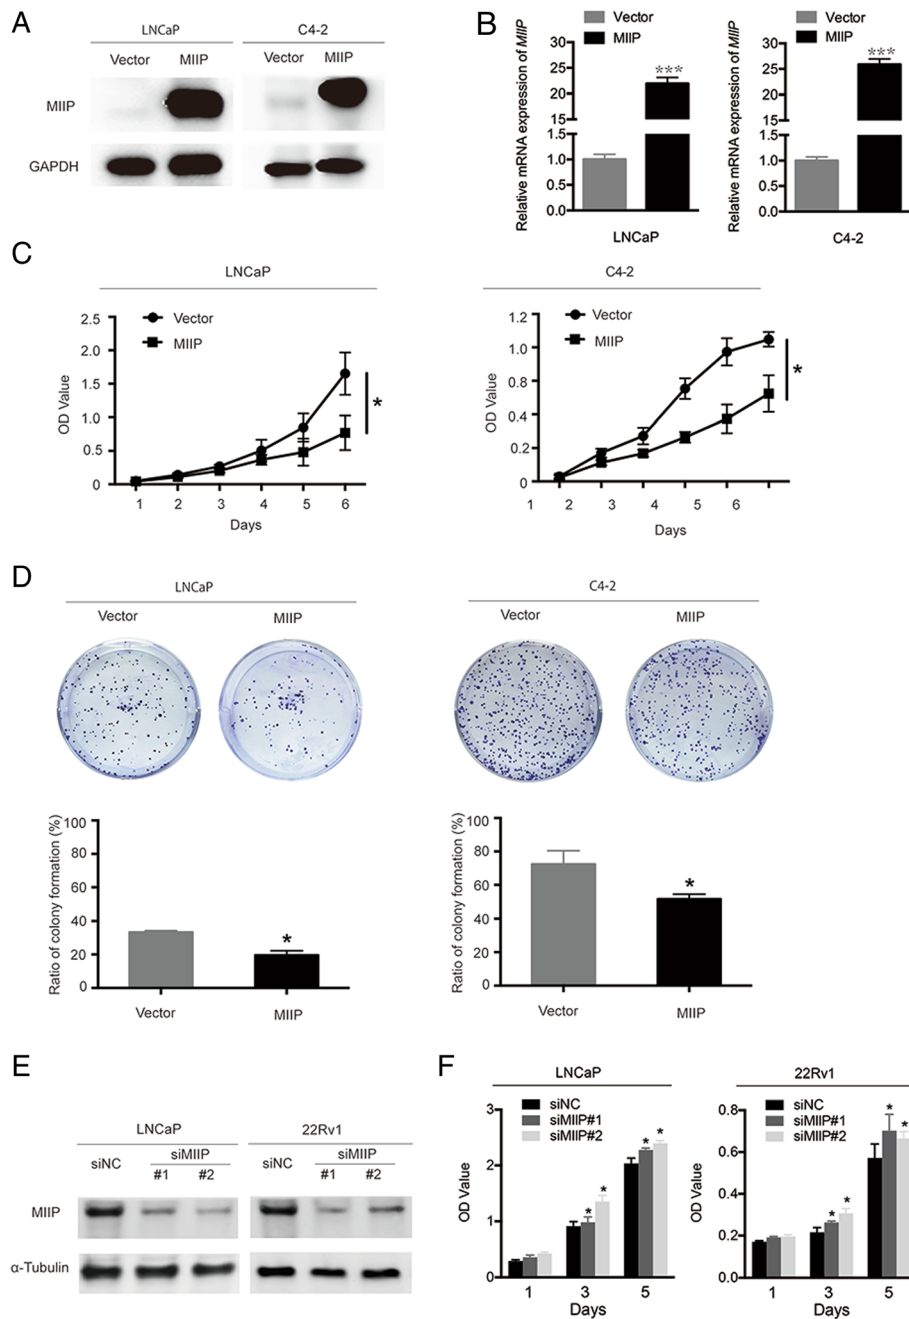 A
LNCaP
C4-2
Vector
MIIP
Vector
MIIP
MIIP
GAPDH
B
Relative mRNA expression of MIIP
Vector
MIIP
30
25
20
15
1.5
1.0
0.5
0.0
***
LNCaP
Relative mRNA expression of MIIP
Vector
MIIP
30
25
20
15
1.5
1.0
0.5
0.0
***
C4-2
C
LNCaP
OD Value
Vector
MIIP
2.5
2.0
1.5
1.0
0.5
0
*
1 2 3 4 5 6
Days
C4-2
OD Value
Vector
MIIP
1.2
1.0
0.8
0.4
0.2
0
*
1 2 3 4 5 6
Days
D
LNCaP
Vector
MIIP
C4-2
Vector
MIIP
Ratio of colony formation (%)
100
80
60
40
20
0
*
Vector
MIIP
Ratio of colony formation (%)
100
80
60
40
20
0
*
Vector
MIIP
E
LNCaP
22Rv1
siNC
siMIIP
#1 #2
siNC
siMIIP
#1 #2
MIIP
α-Tubulin
F
LNCaP
OD Value
siNC
siMIIP#1
siMIIP#2
3
2
1
0
* * * *
1 3 5
Days
22Rv1
OD Value
siNC
siMIIP#1
siMIIP#2
0.8
0.6
0.4
0.2
0.0
* * * *
1 3 5
Days